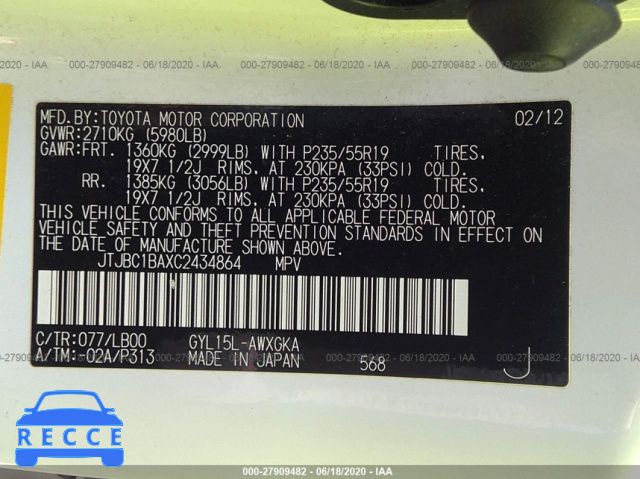 000-27909482 - 06/18/2020 - IAA
MFD.BY:TOYOTA MOTOR CORPORATION 02/12
GVWR:2710KG (5980LB)
GAWR:FRT. 1360KG (2999LB) WITH P235/55R19 TIRES,
19X7 1/2J RIMS, AT 230KPA (33PSI) COLD.
RR. 1385KG (3056LB) WITH P235/55R19 TIRES,
19X7 1/2J RIMS, AT 230KPA (33PSI) COLD.
THIS VEHICLE CONFORMS TO ALL APPLICABLE FEDERAL MOTOR
VEHICLE SAFETY AND THEFT PREVENTION STANDARDS IN EFFECT ON
THE DATE OF MANUFACTURE SHOWN ABOVE.
JTJBC1BAXC2434864 MPV
C/TR:077/LB00 GYL15L-AWXGKA
A/TM:-02A/P313 MADE IN JAPAN 568 J
RECCE
000-27909482 - 06/18/2020 - IAA